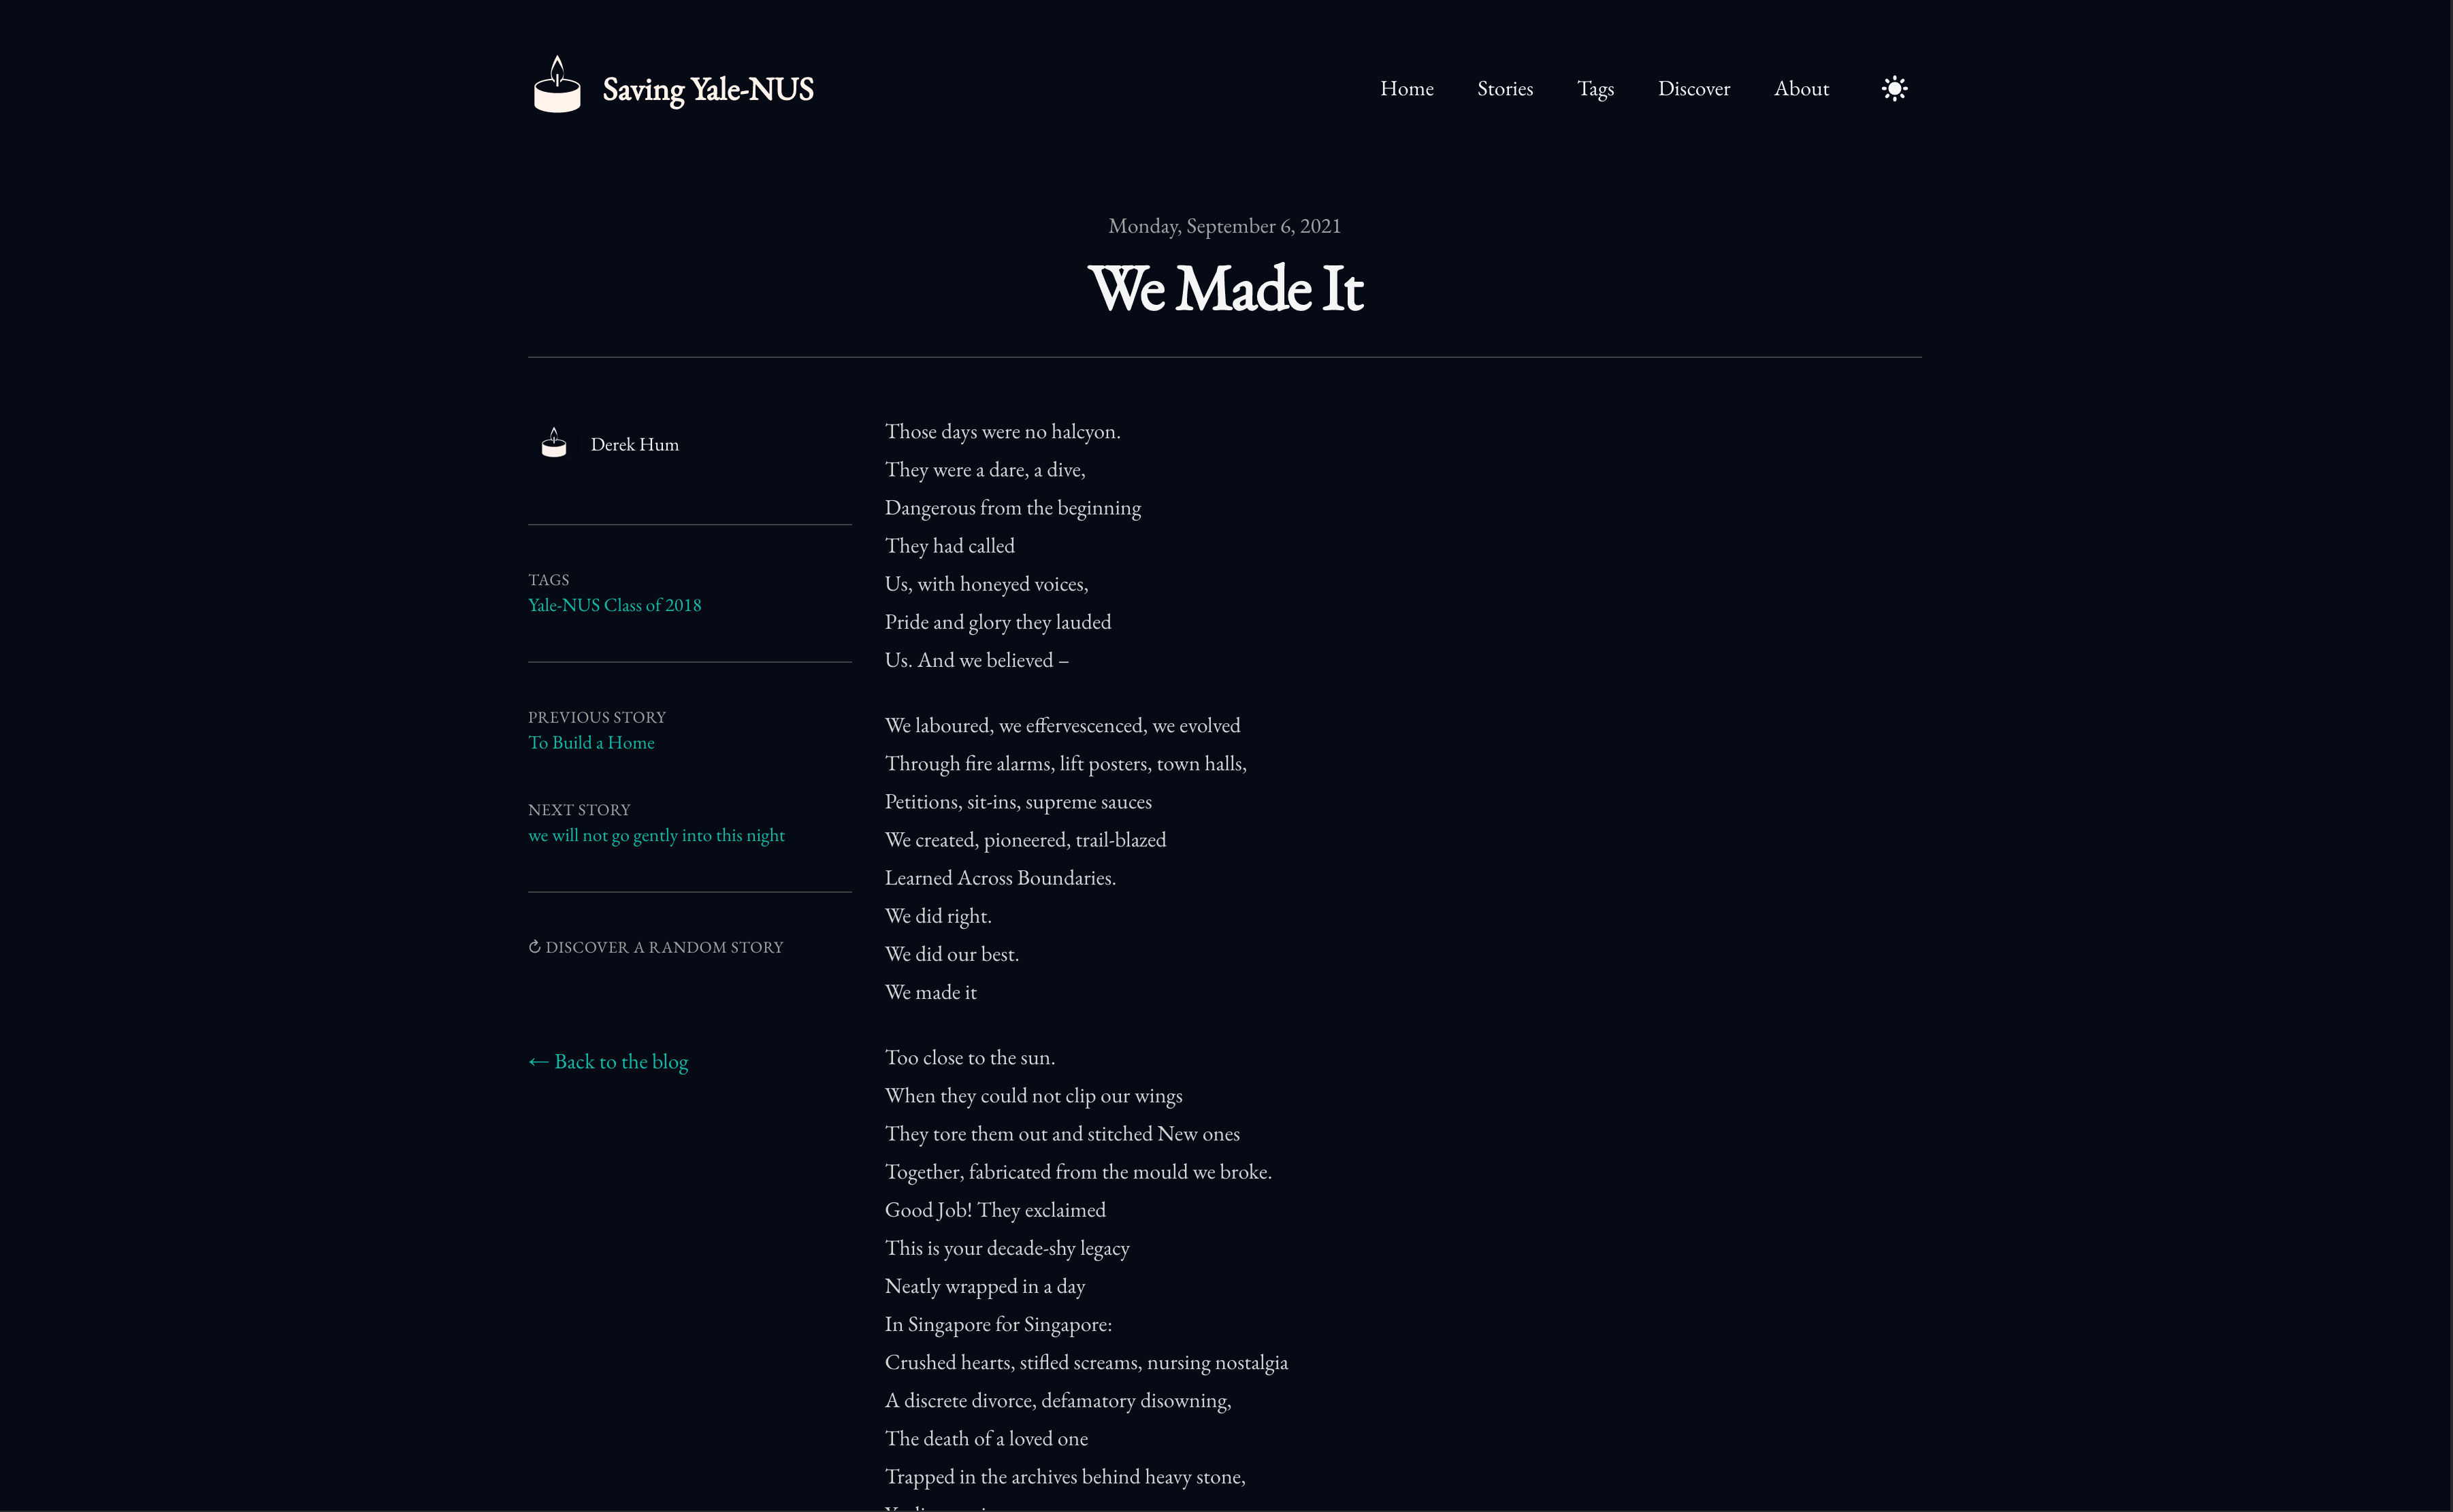 Saving Yale-NUS
Home Stories Tags Discover About
Monday, September 6, 2021
We Made It
Derek Hum
TAGS
Yale-NUS Class of 2018
PREVIOUS STORY
To Build a Home
NEXT STORY
we will not go gently into this night
↻ DISCOVER A RANDOM STORY
← Back to the blog
Those days were no halcyon.
They were a dare, a dive,
Dangerous from the beginning
They had called
Us, with honeyed voices,
Pride and glory they lauded
Us. And we believed –
We laboured, we effervescenced, we evolved
Through fire alarms, lift posters, town halls,
Petitions, sit-ins, supreme sauces
We created, pioneered, trail-blazed
Learned Across Boundaries.
We did right.
We did our best.
We made it
Too close to the sun.
When they could not clip our wings
They tore them out and stitched New ones
Together, fabricated from the mould we broke.
Good Job! They exclaimed
This is your decade-shy legacy
Neatly wrapped in a day
In Singapore for Singapore:
Crushed hearts, stifled screams, nursing nostalgia
A discrete divorce, defamatory disowning,
The death of a loved one
Trapped in the archives behind heavy stone,